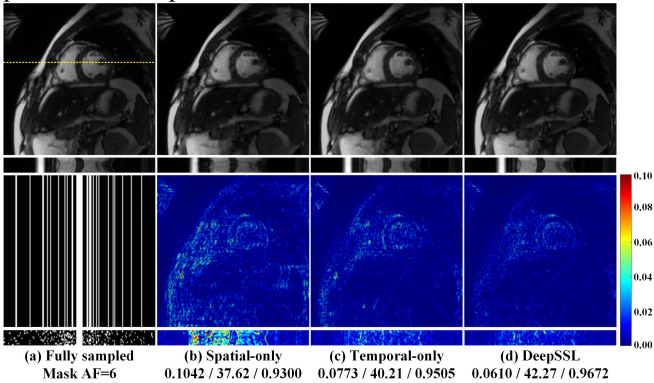 0.10
0.08
0.06
0.04
0.02
0.00
(a) Fully sampled
Mask AF=6
(b) Spatial-only
0.1042 / 37.62 / 0.9300
(c) Temporal-only
0.0773 / 40.21 / 0.9505
(d) DeepSSL
0.0610 / 42.27 / 0.9672